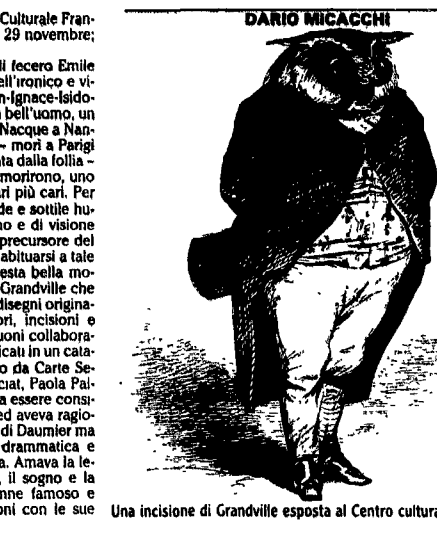 Culturale Fran-
29 novembre;
li fecero Emile
ell'ironico e vi-
n-Ignace-Isido-
bell'uomo, un
Nacque a Nan-
– morì a Parigi
ta dalla follia –
morirono, uno
ri più cari. Per
de e sottile hu-
no e di visione
precursore del
abituarsi a tale
esta bella mo-
Grandville che
disegni origina-
ori, incisioni e
uoni collabora-
icati in un cata-
o da Carte Se-
ciat, Paola Pal-
a essere consi-
ed aveva ragio-
di Daumier ma
drammatica e
a. Amava la le-
, il sogno e la
nne famoso e
oni con le sue
DARIO MICACCHI
Una incisione di Grandville esposta al Centro cultura